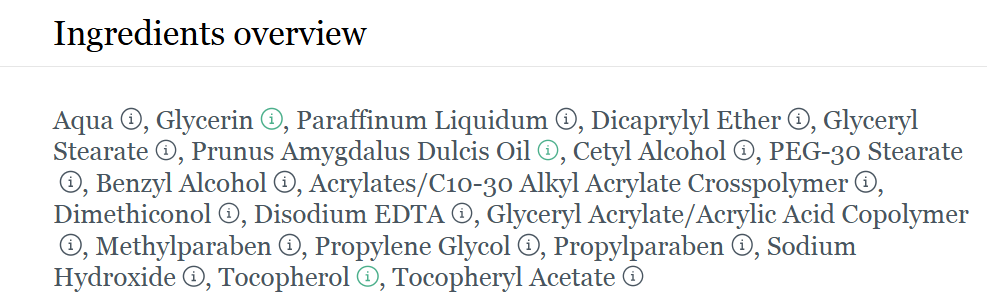 Ingredients overview
Aqua ⓘ, Glycerin ⓘ, Paraffinum Liquidum ⓘ, Dicaprylyl Ether ⓘ, Glyceryl
Stearate ⓘ, Prunus Amygdalus Dulcis Oil ⓘ, Cetyl Alcohol ⓘ, PEG-30 Stearate
ⓘ, Benzyl Alcohol ⓘ, Acrylates/C10-30 Alkyl Acrylate Crosspolymer ⓘ,
Dimethiconol ⓘ, Disodium EDTA ⓘ, Glyceryl Acrylate/Acrylic Acid Copolymer
ⓘ, Methylparaben ⓘ, Propylene Glycol ⓘ, Propylparaben ⓘ, Sodium
Hydroxide ⓘ, Tocopherol ⓘ, Tocopheryl Acetate ⓘ